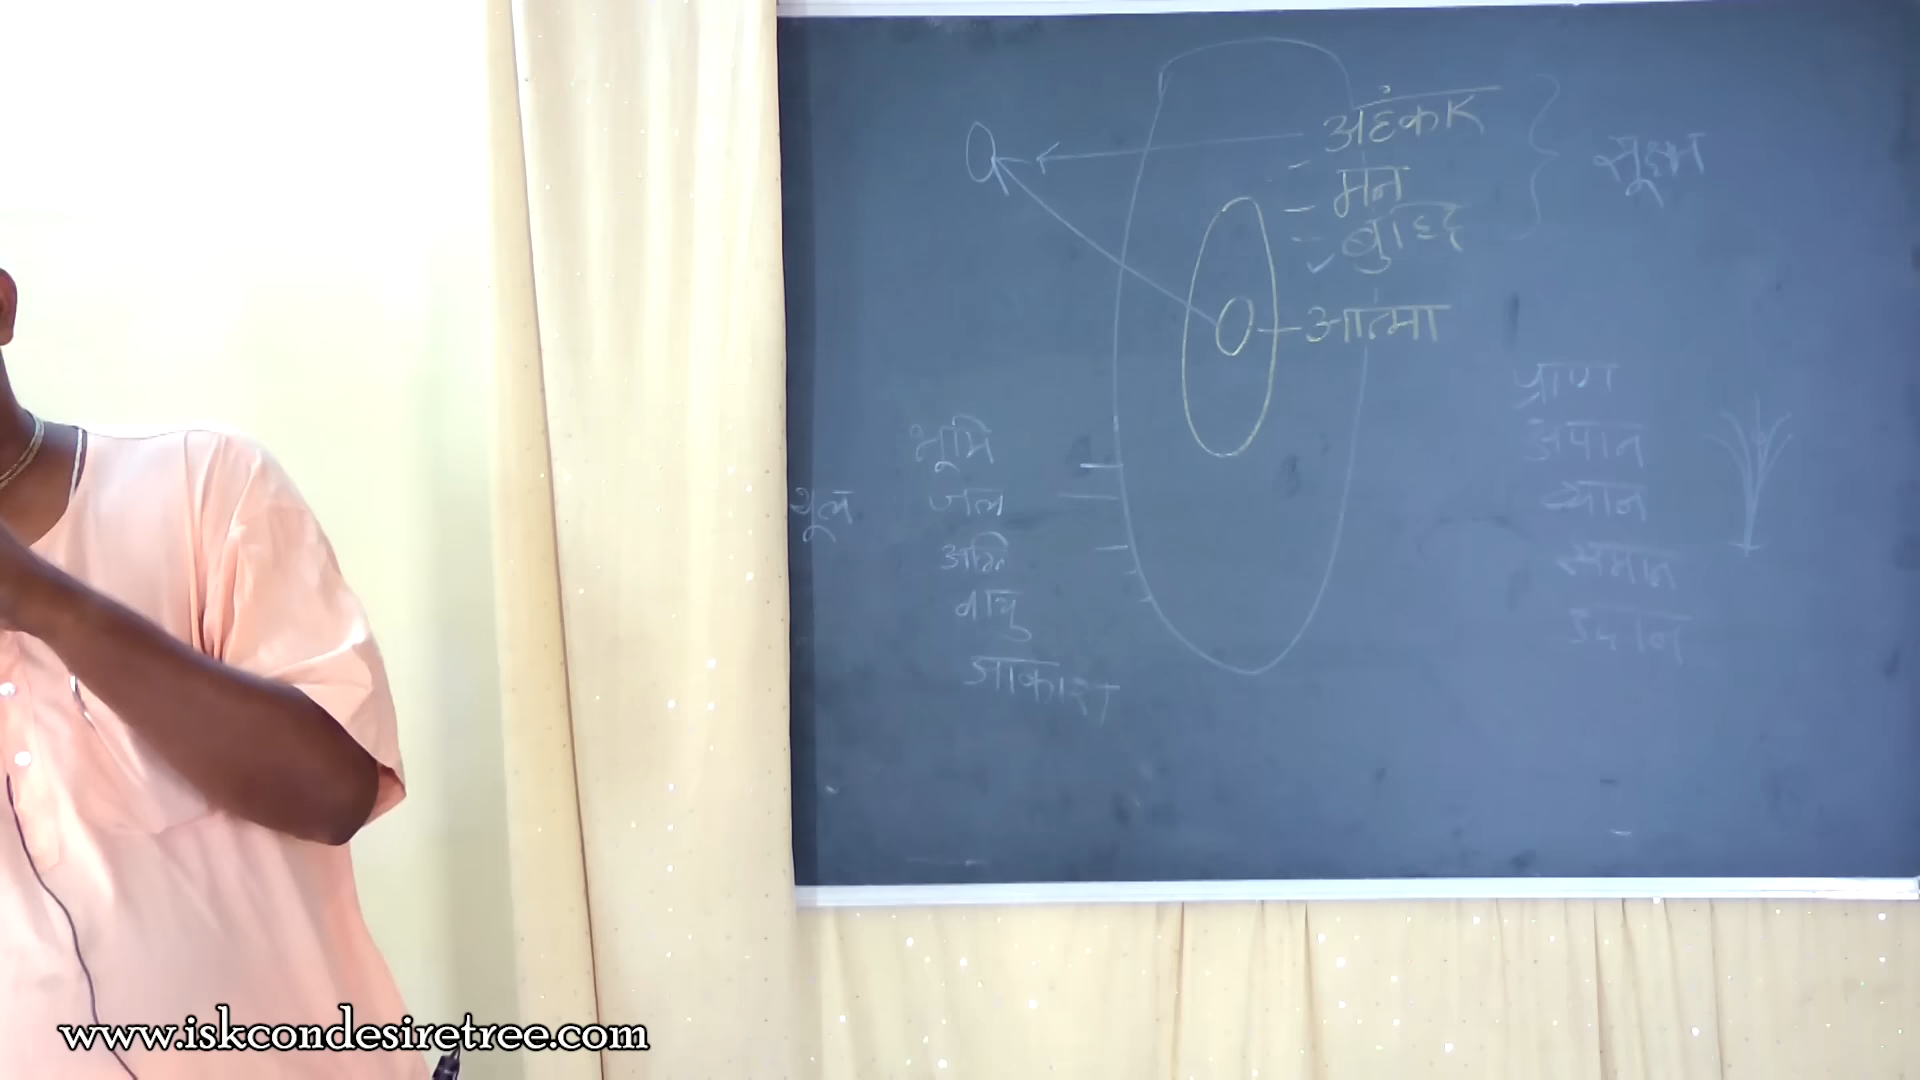 अहंकार
मन
बुद्धि
सूक्ष्म
आत्मा
भूमि
जल
थूल
अग्नि
वायु
आकाश
प्राण
अपान
व्यान
समान
उदान
www.iskcondesiretree.com